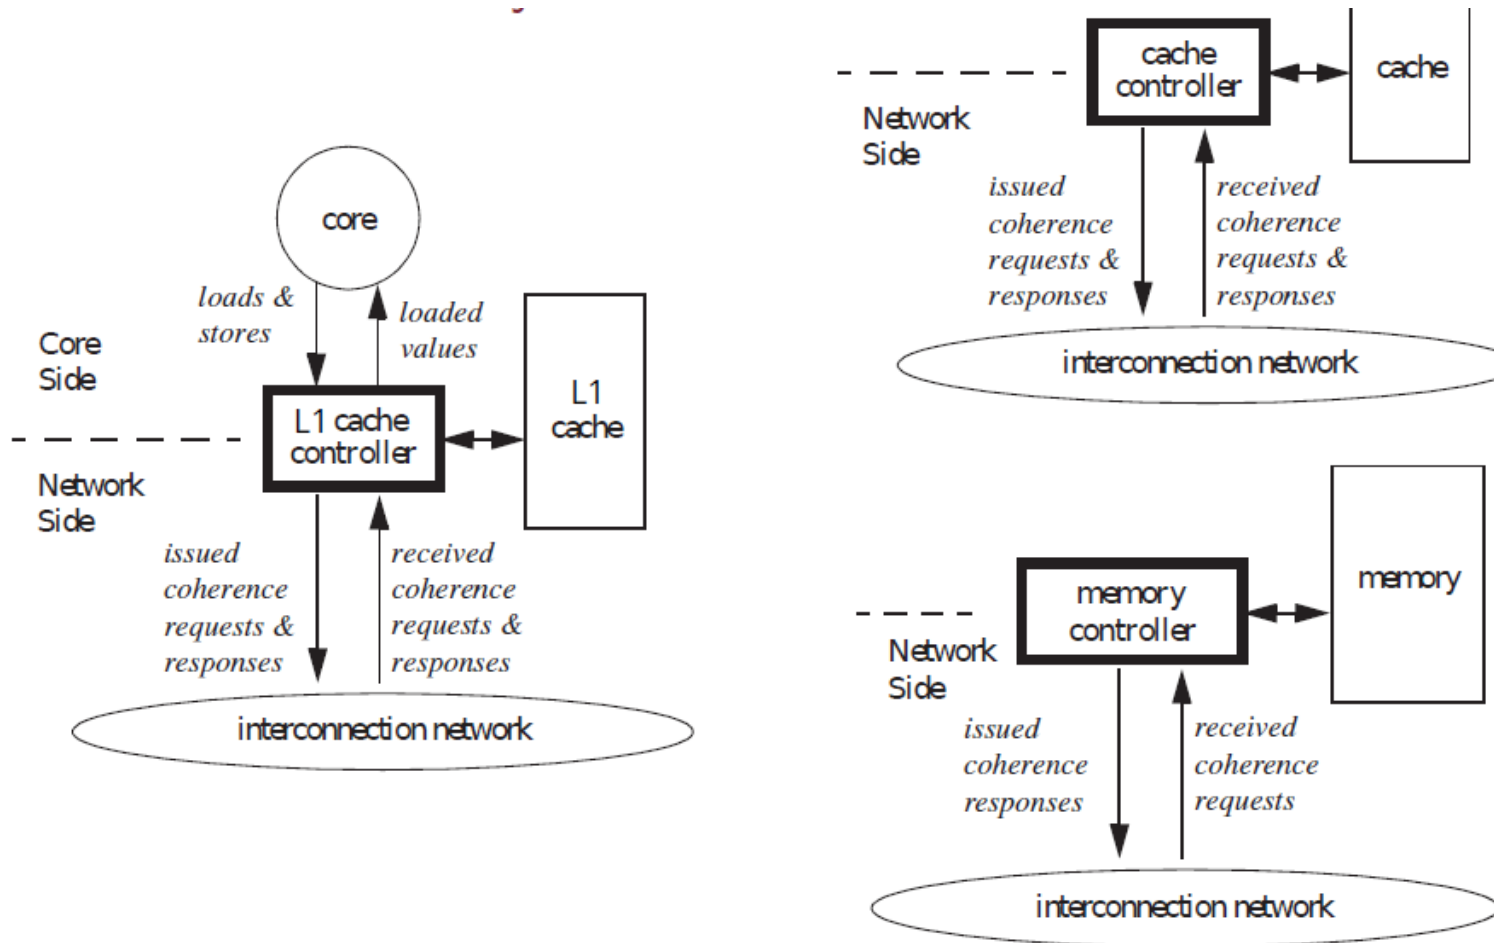 core
loads &
stores
loaded
values
Core
Side
L1 cache
controller
L1
cache
Network
Side
issued
coherence
requests &
responses
received
coherence
requests &
responses
interconnection network
cache
controller
cache
Network
Side
issued
coherence
requests &
responses
received
coherence
requests &
responses
interconnection network
memory
controller
memory
Network
Side
issued
coherence
responses
received
coherence
requests
interconnection network